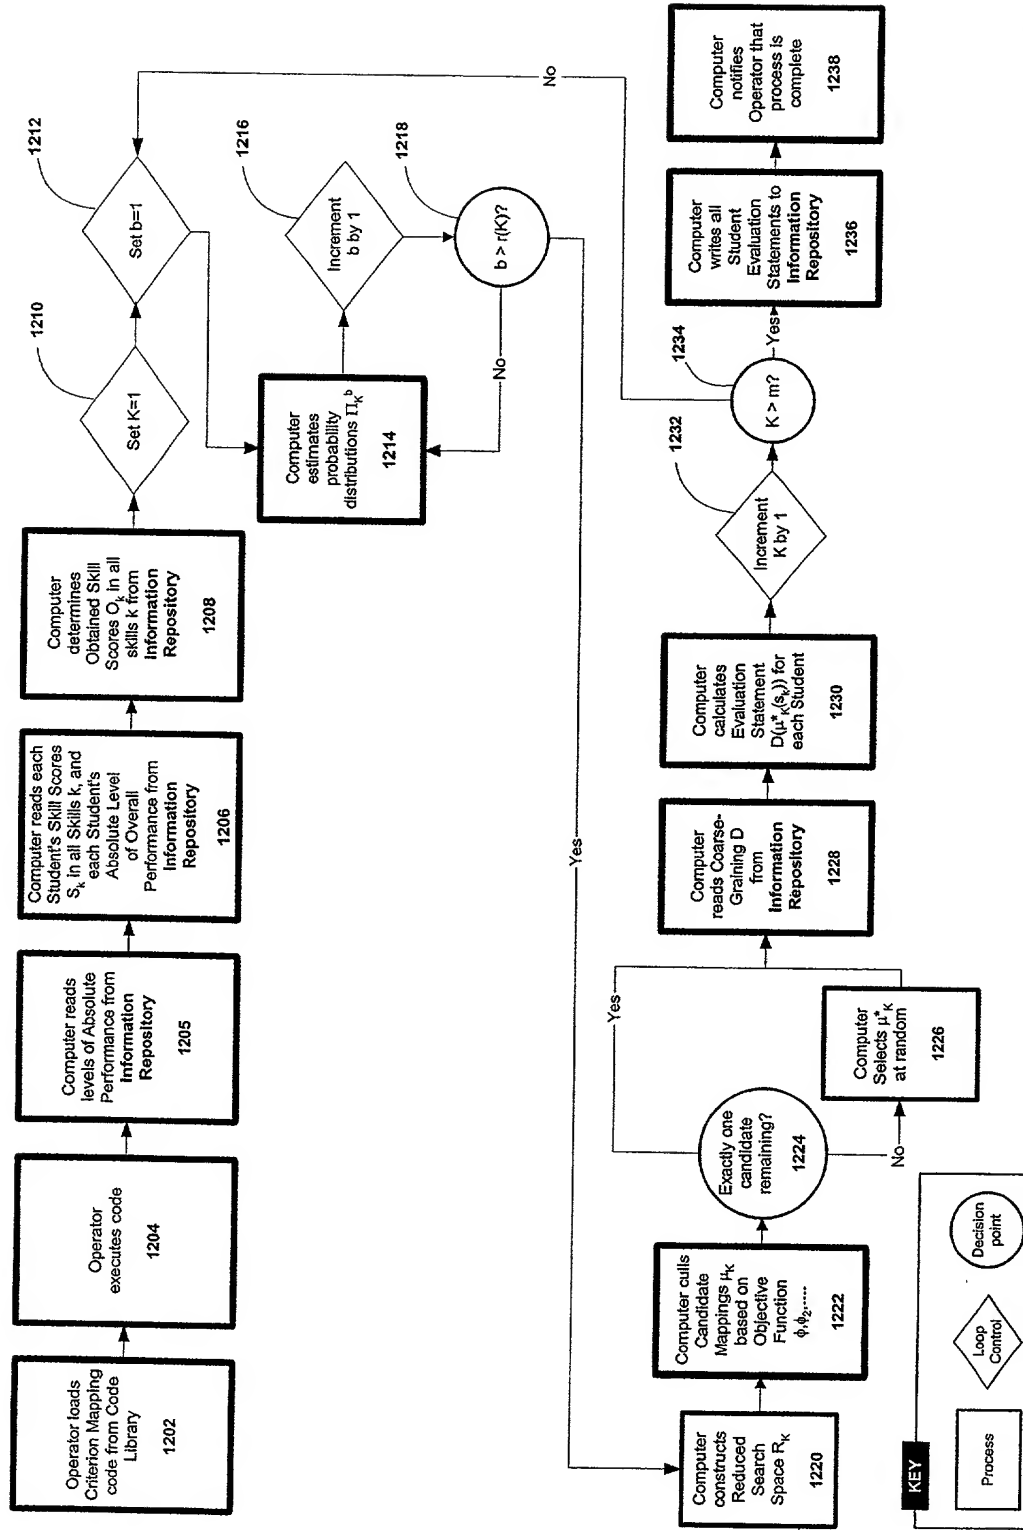 Operator loads
Criterion Mapping
code from Code
Library
1202
Operator
executes code
1204
Computer reads
levels of Absolute
Performance from
Information
Repository
1205
Computer reads each
Student's Skill Scores
S_k in all Skills k, and
each Student's
Absolute Level
of Overall
Performance from
Information
Repository
1206
Computer
determines
Obtained Skill
Scores O_k in all
skills k from
Information
Repository
1208
Set K=1
1210
Set b=1
1212
Computer
estimates
probability
distributions Π_K^b
1214
Increment
b by 1
1216
b > r(K)?
1218
No
Yes
Computer
constructs
Reduced
Search
Space R_K
1220
Computer culls
Candidate
Mappings μ_K
based on
Objective
Function
ϕ,ϕ_2,....
1222
Exactly one
candidate
remaining?
1224
Yes
No
Computer
Selects μ*_K
at random
1226
Computer
reads Coarse-
Graining D
from
Information
Repository
1228
Computer
calculates
Evaluation
Statement
D(μ*_K(s_k)) for
each Student
1230
Increment
K by 1
1232
K > m?
1234
No
Yes
Computer
writes all
Student
Evaluation
Statements to
Information
Repository
1236
Computer
notifies
Operator that
process is
complete
1238
KEY
Process
Loop
Control
Decision
point